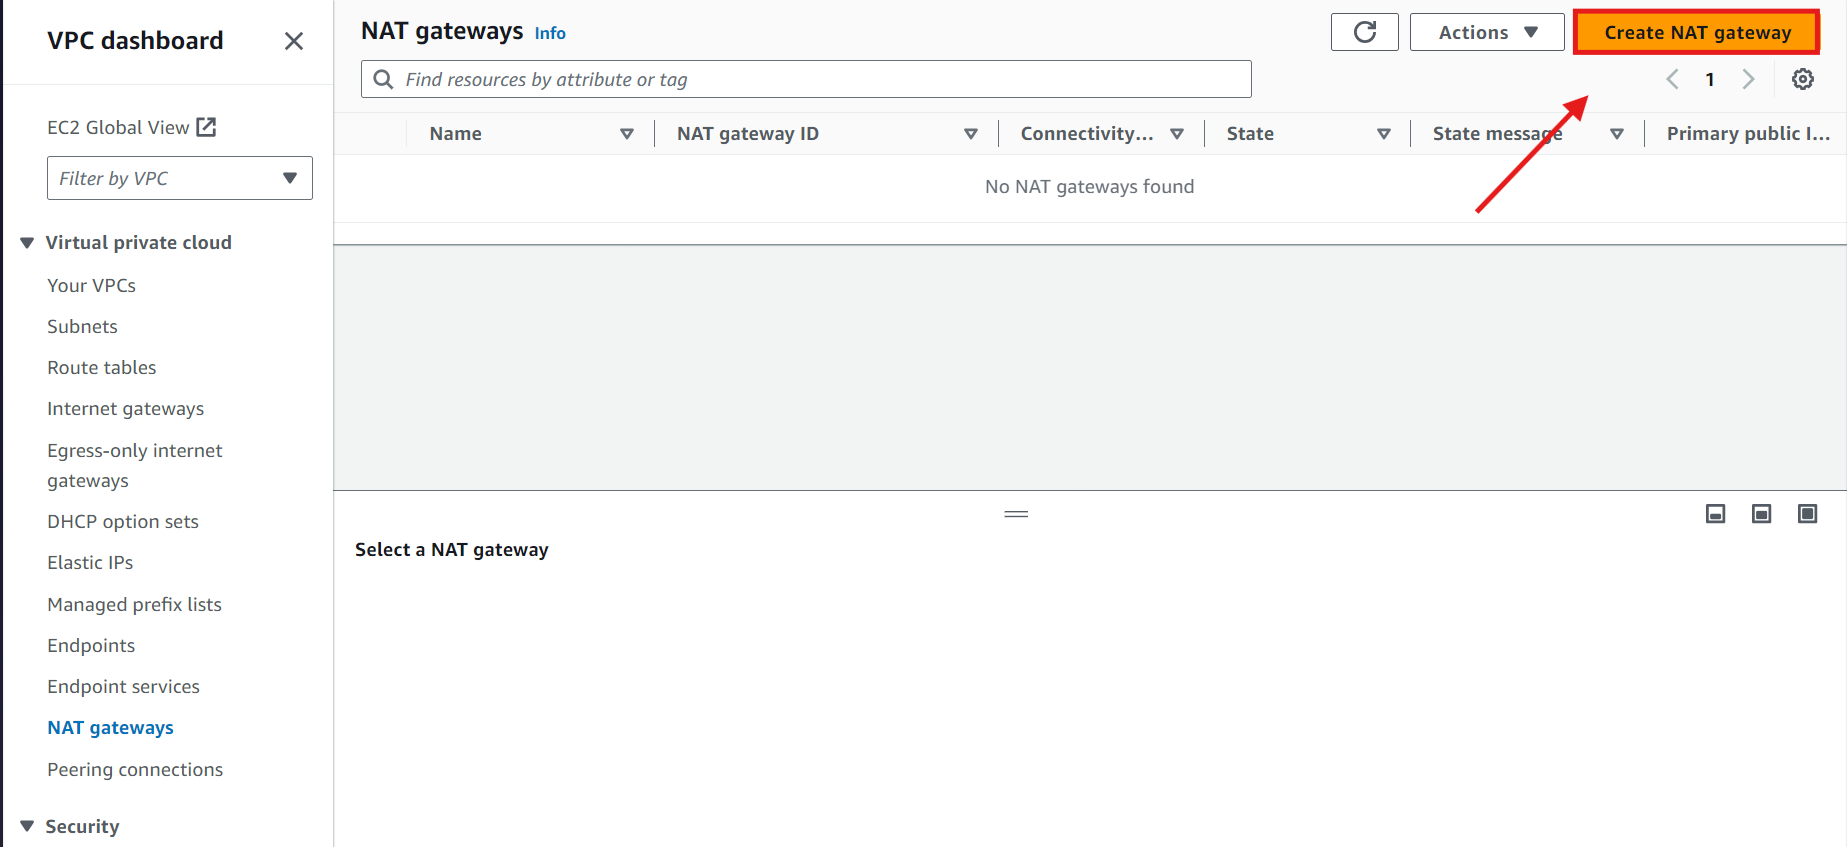 VPC dashboard
EC2 Global View
Filter by VPC
Virtual private cloud
Your VPCs
Subnets
Route tables
Internet gateways
Egress-only internet
gateways
DHCP option sets
Elastic IPs
Managed prefix lists
Endpoints
Endpoint services
NAT gateways
Peering connections
Security
NAT gateways Info
Actions
Create NAT gateway
Find resources by attribute or tag
1
Name NAT gateway ID Connectivity... State State message Primary public I...
No NAT gateways found
Select a NAT gateway